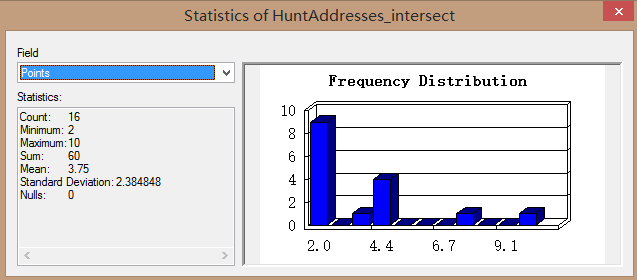 Statistics of HuntAddresses_intersect
Field
Points
Statistics:
Count: 16
Minimum: 2
Maximum: 10
Sum: 60
Mean: 3.75
Standard Deviation: 2.384848
Nulls: 0
Frequency Distribution
10
8
6
4
2
0
2.0 4.4 6.7 9.1